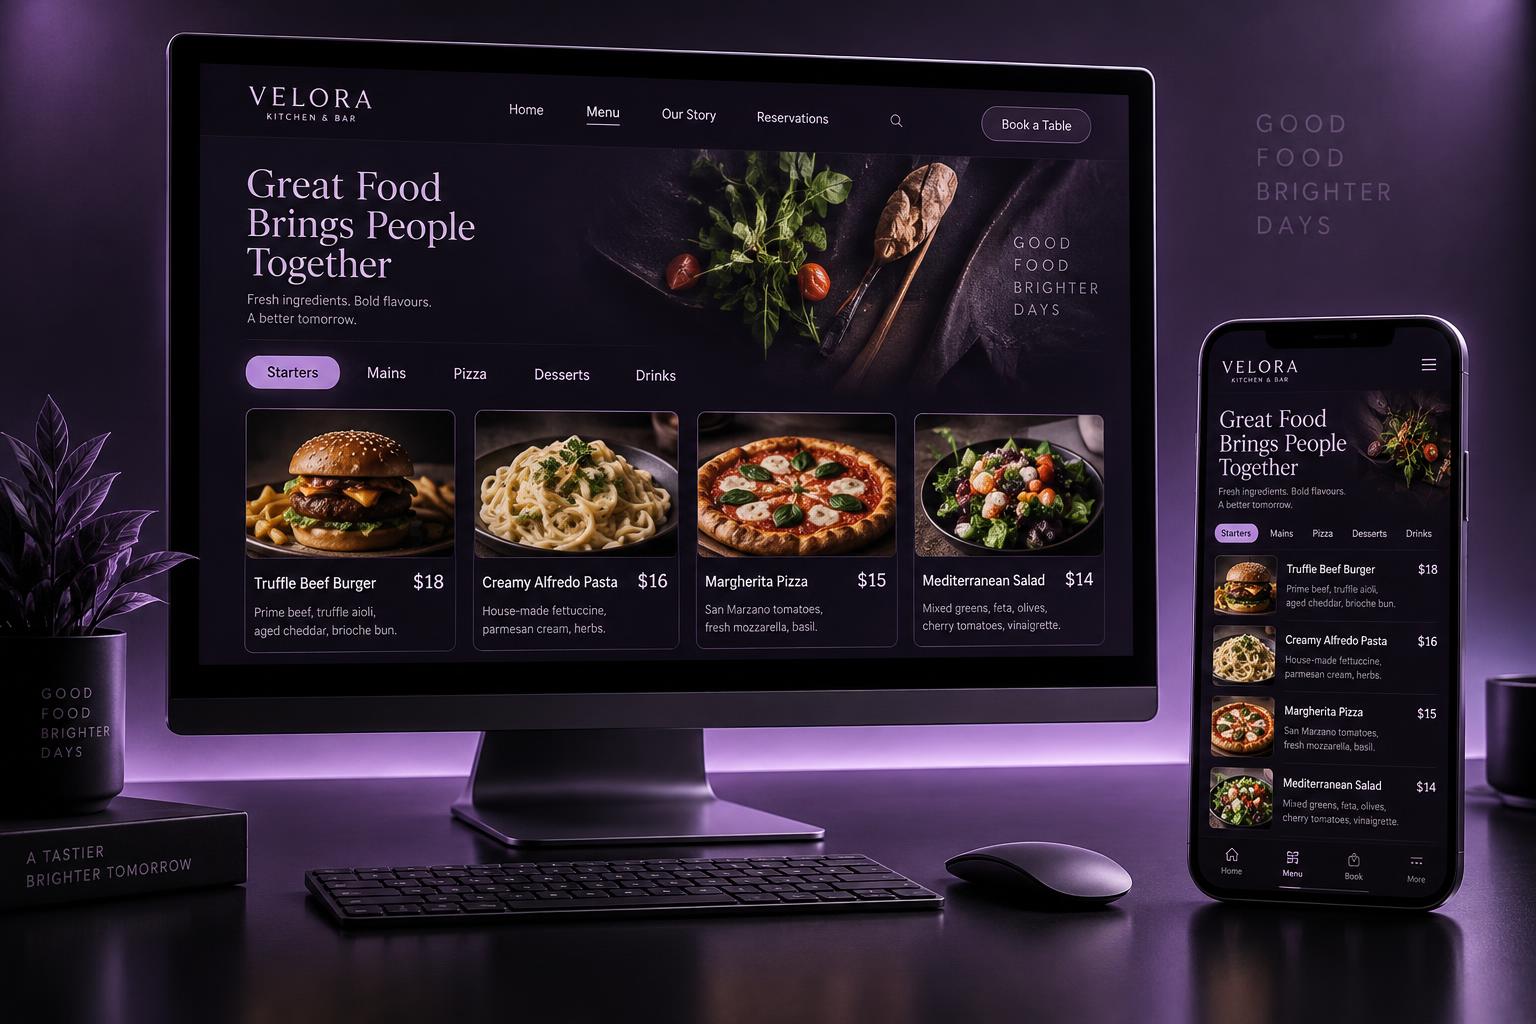 VELORA
KITCHEN & BAR
Home
Menu
Our Story
Reservations
Book a Table
Great Food
Brings People
Together
Fresh ingredients. Bold flavours.
A better tomorrow.
GOOD
FOOD
BRIGHTER
DAYS
Starters
Mains
Pizza
Desserts
Drinks
Truffle Beef Burger $18
Prime beef, truffle aioli,
aged cheddar, brioche bun.
Creamy Alfredo Pasta $16
House-made fettuccine,
parmesan cream, herbs.
Margherita Pizza $15
San Marzano tomatoes,
fresh mozzarella, basil.
Mediterranean Salad $14
Mixed greens, feta, olives,
cherry tomatoes, vinaigrette.
GOOD
FOOD
BRIGHTER
DAYS
VELORA
KITCHEN & BAR
Great Food
Brings People
Together
Fresh ingredients. Bold flavours.
A better tomorrow.
Starters
Mains
Pizza
Desserts
Drinks
Truffle Beef Burger $18
Prime beef, truffle aioli,
aged cheddar, brioche bun.
Creamy Alfredo Pasta $16
House-made fettuccine,
parmesan cream, herbs.
Margherita Pizza $15
San Marzano tomatoes,
fresh mozzarella, basil.
Mediterranean Salad $14
Mixed greens, feta, olives,
cherry tomatoes, vinaigrette.
Home
Menu
Book
More
GOOD
FOOD
BRIGHTER
DAYS
A TASTIER
BRIGHTER TOMORROW